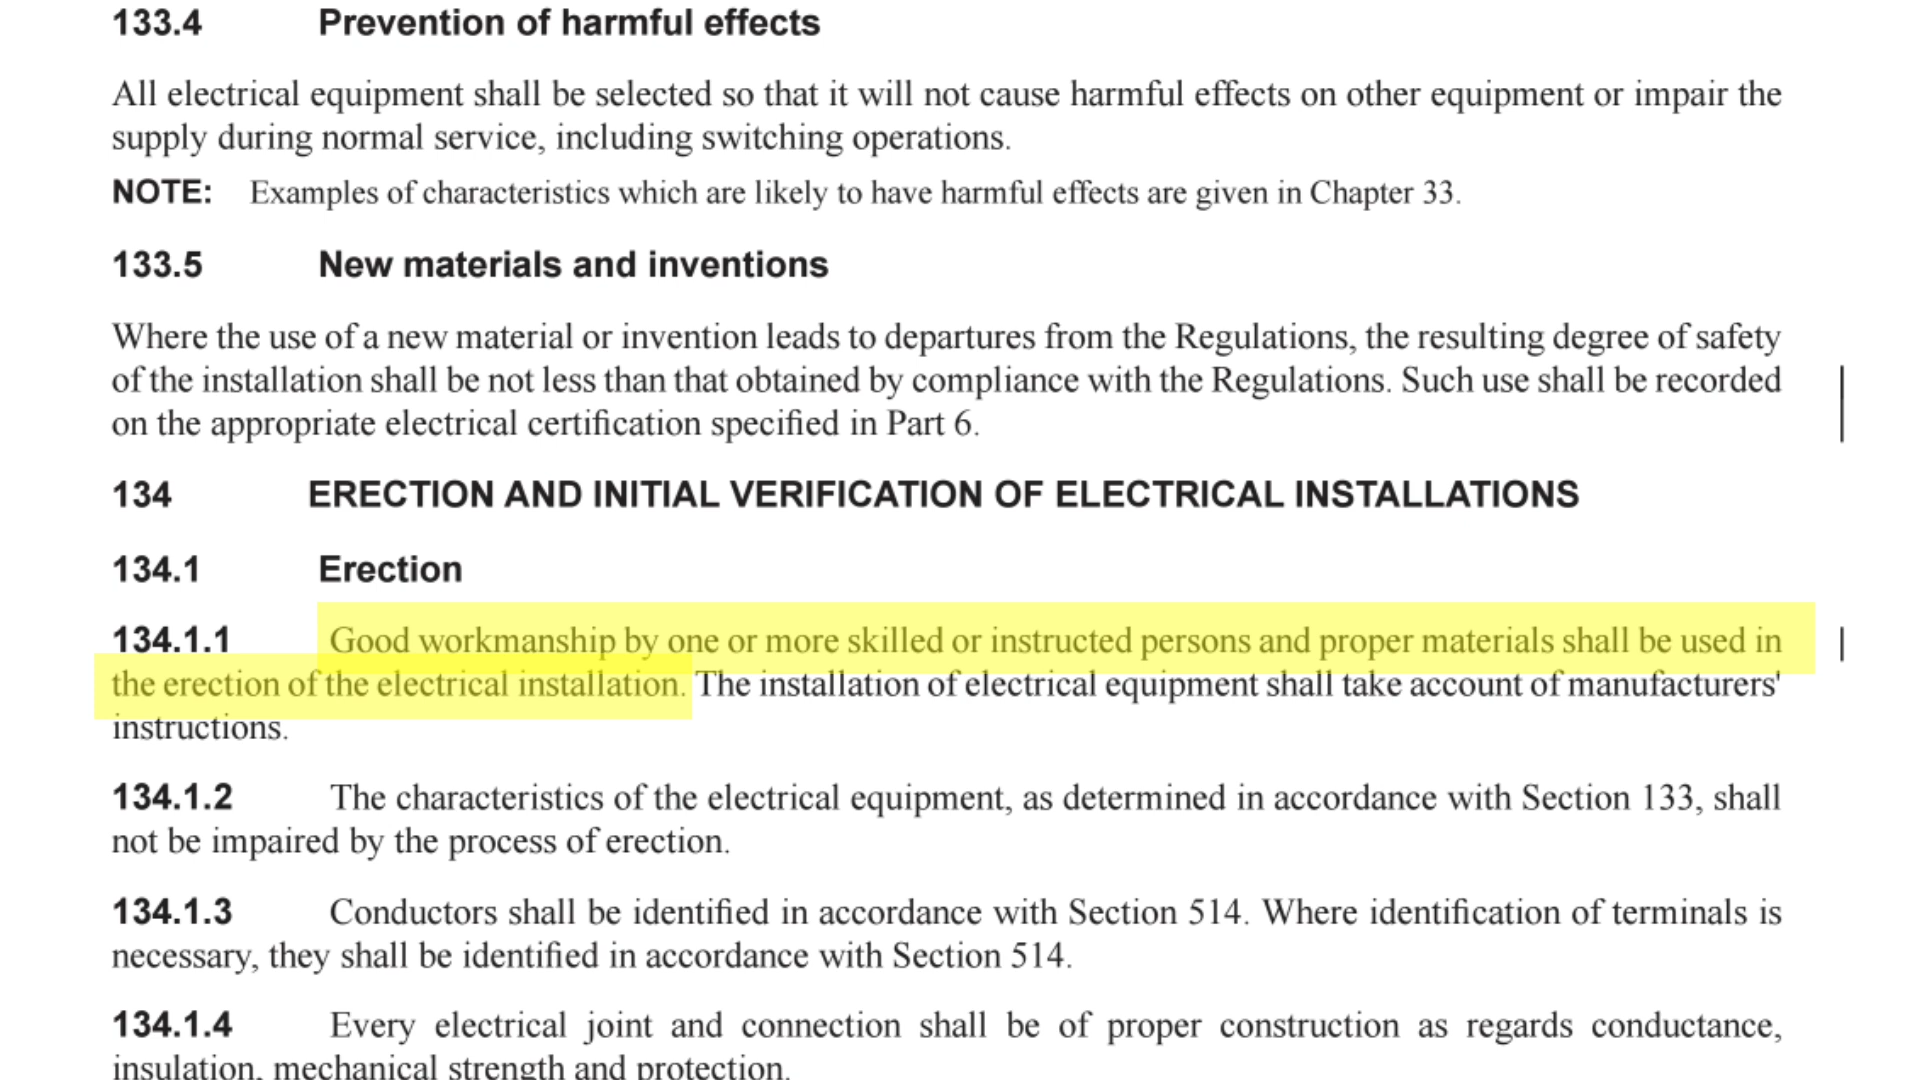 133.4 Prevention of harmful effects
All electrical equipment shall be selected so that it will not cause harmful effects on other equipment or impair the
supply during normal service, including switching operations.
NOTE: Examples of characteristics which are likely to have harmful effects are given in Chapter 33.
133.5 New materials and inventions
Where the use of a new material or invention leads to departures from the Regulations, the resulting degree of safety
of the installation shall be not less than that obtained by compliance with the Regulations. Such use shall be recorded
on the appropriate electrical certification specified in Part 6.
134 ERECTION AND INITIAL VERIFICATION OF ELECTRICAL INSTALLATIONS
134.1 Erection
134.1.1 Good workmanship by one or more skilled or instructed persons and proper materials shall be used in
the erection of the electrical installation. The installation of electrical equipment shall take account of manufacturers'
instructions.
134.1.2 The characteristics of the electrical equipment, as determined in accordance with Section 133, shall
not be impaired by the process of erection.
134.1.3 Conductors shall be identified in accordance with Section 514. Where identification of terminals is
necessary, they shall be identified in accordance with Section 514.
134.1.4 Every electrical joint and connection shall be of proper construction as regards conductance,
insulation, mechanical strength and protection.